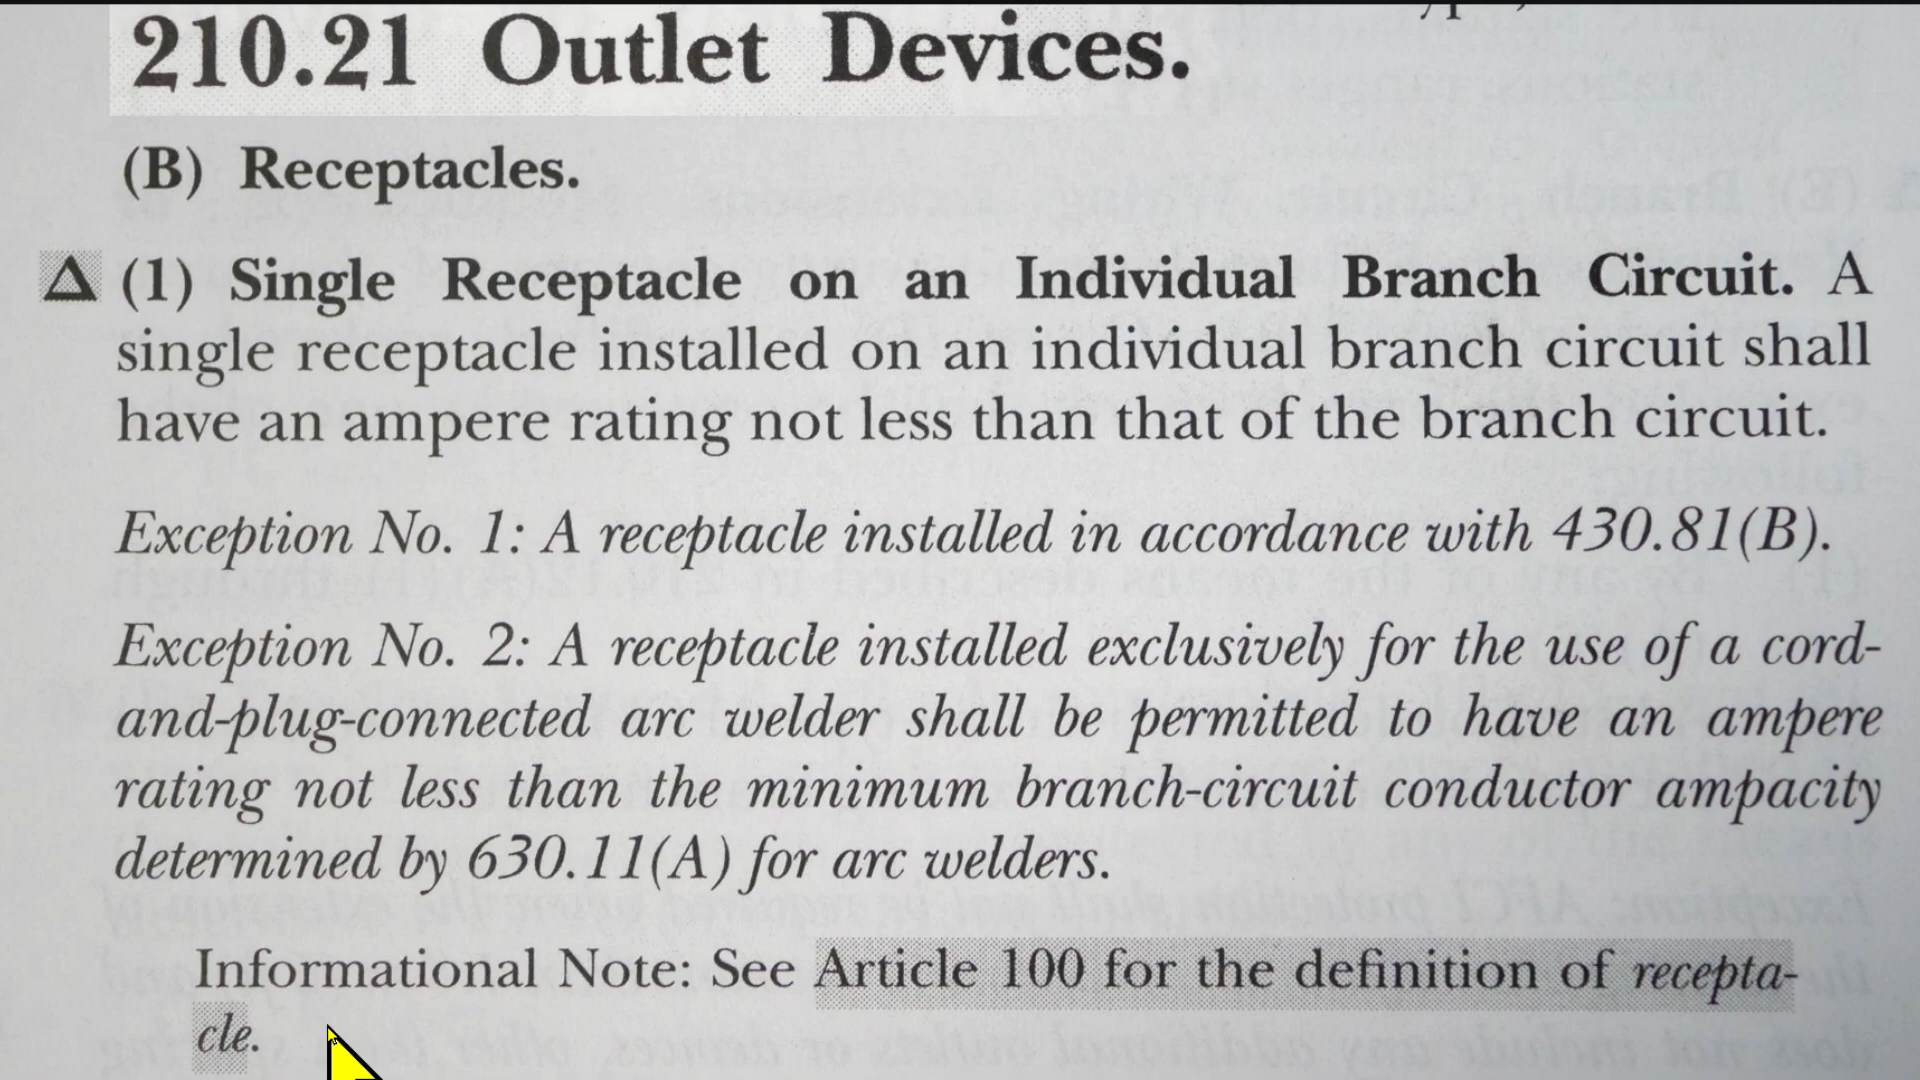 210.21 Outlet Devices.
(B) Receptacles.
Δ (1) Single Receptacle on an Individual Branch Circuit. A
single receptacle installed on an individual branch circuit shall
have an ampere rating not less than that of the branch circuit.
Exception No. 1: A receptacle installed in accordance with 430.81(B).
Exception No. 2: A receptacle installed exclusively for the use of a cord-
and-plug-connected arc welder shall be permitted to have an ampere
rating not less than the minimum branch-circuit conductor ampacity
determined by 630.11(A) for arc welders.
Informational Note: See Article 100 for the definition of recepta-
cle.